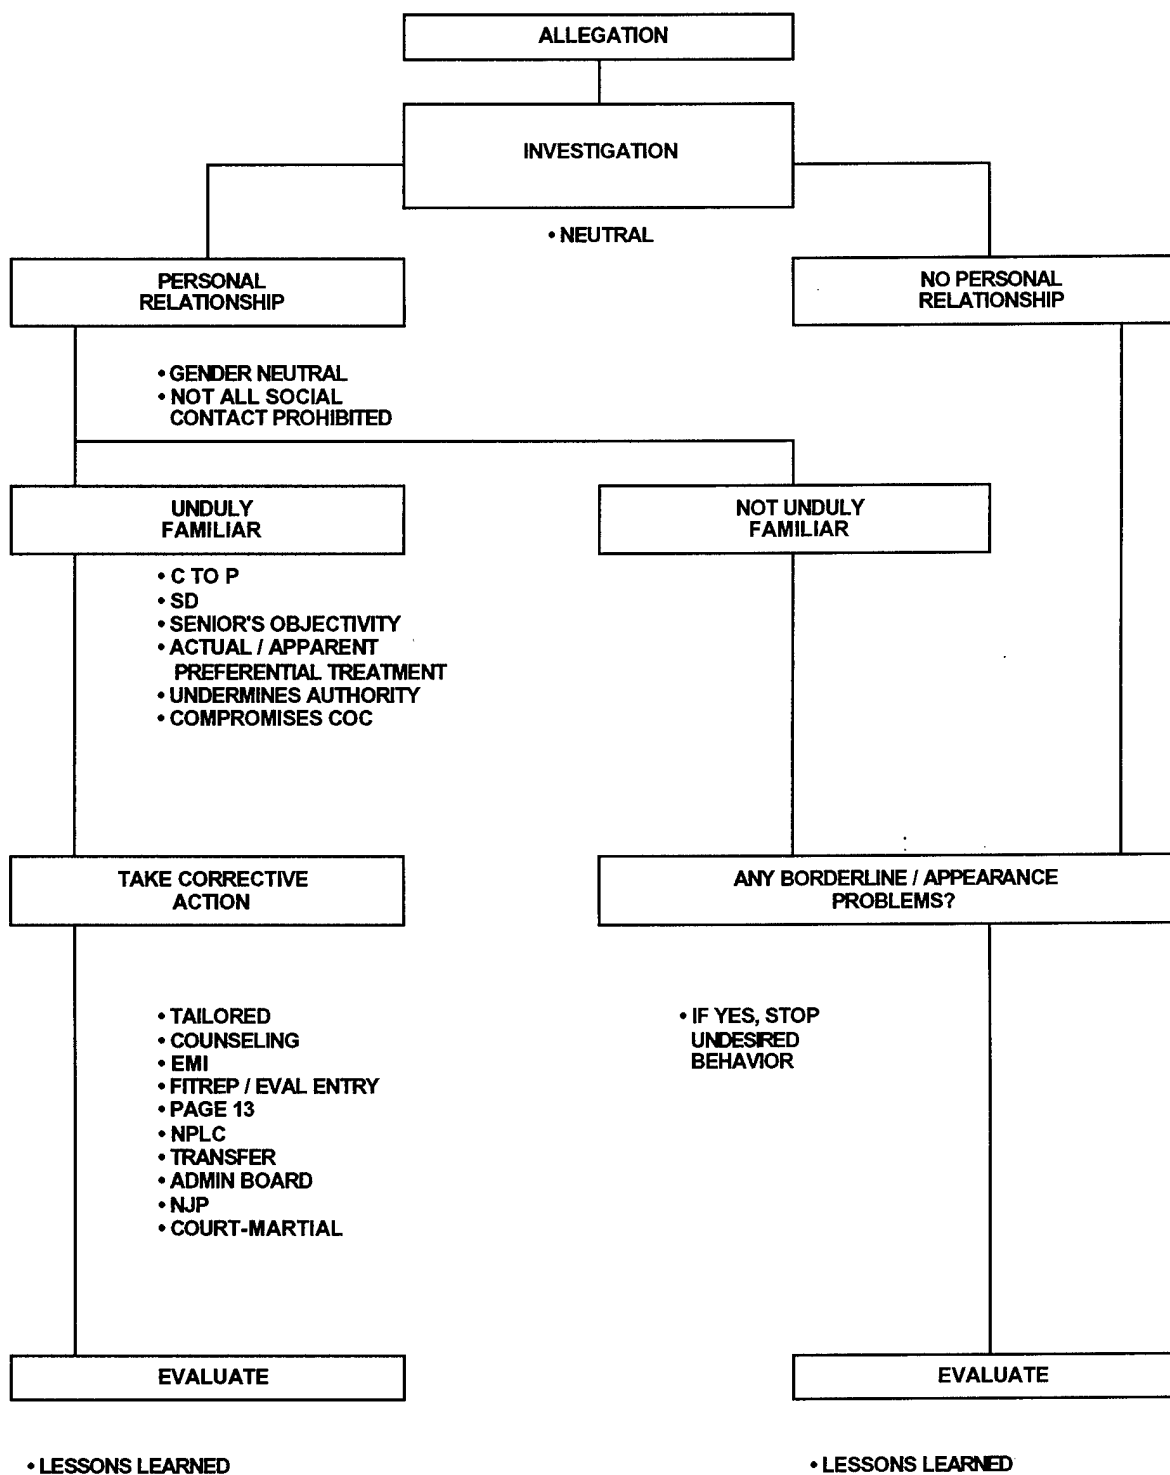 ALLEGATION
INVESTIGATION
• NEUTRAL
PERSONAL
RELATIONSHIP
NO PERSONAL
RELATIONSHIP
• GENDER NEUTRAL
• NOT ALL SOCIAL
CONTACT PROHIBITED
UNDULY
FAMILIAR
NOT UNDULY
FAMILIAR
• C TO P
• SD
• SENIOR'S OBJECTIVITY
• ACTUAL / APPARENT
PREFERENTIAL TREATMENT
• UNDERMINES AUTHORITY
• COMPROMISES COC
TAKE CORRECTIVE
ACTION
ANY BORDERLINE / APPEARANCE
PROBLEMS?
• TAILORED
• COUNSELING
• EMI
• FITREP / EVAL ENTRY
• PAGE 13
• NPLC
• TRANSFER
• ADMIN BOARD
• NJP
• COURT-MARTIAL
• IF YES, STOP
UNDESIRED
BEHAVIOR
EVALUATE
EVALUATE
• LESSONS LEARNED
• LESSONS LEARNED